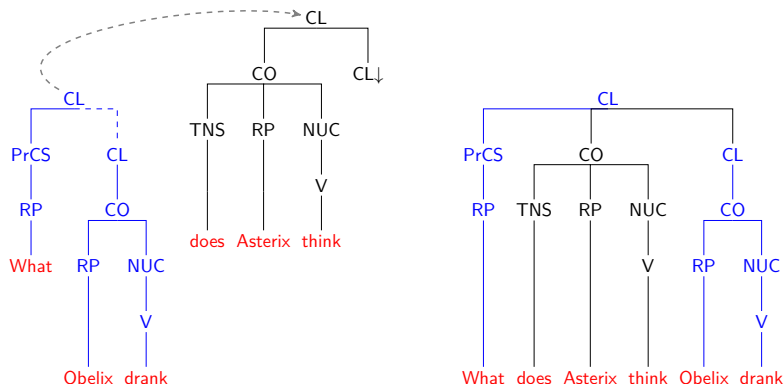 CL
CO CL↓
TNS RP NUC
V
does Asterix think
CL
PrCS CL
RP CO
What RP NUC
V
Obelix drank
CL
PrCS CO CL
RP TNS RP NUC CO
V RP NUC
V
What does Asterix think Obelix drank